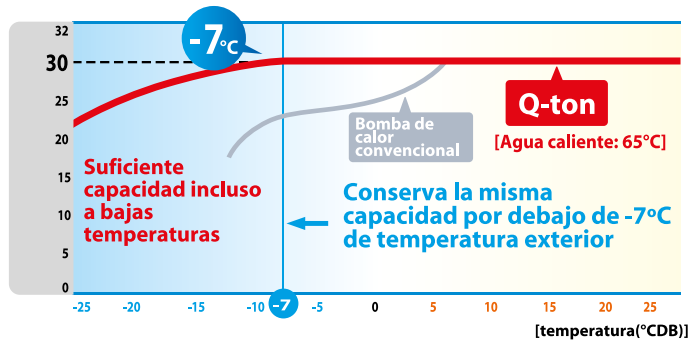 -7°C
32
30
25
20
15
10
5
0
Q-ton
[Agua caliente: 65°C]
Bomba de
calor
convencional
Suficiente
capacidad incluso
a bajas
temperaturas
Conserva la misma
capacidad por debajo de -7ºC
de temperatura exterior
-25 -20 -15 -10 -7 -5 0 5 10 15 20 25
[temperatura(°CDB)]